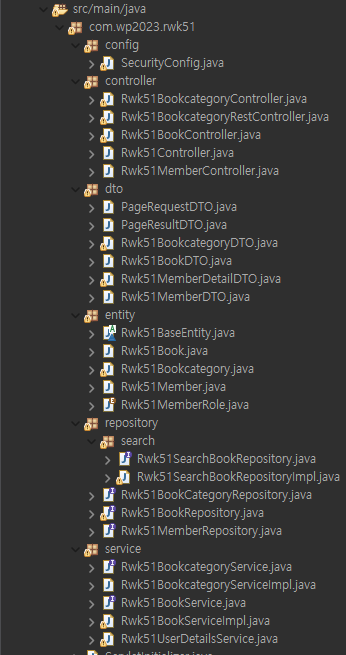 src/main/java
com.wp2023.rwk51
config
SecurityConfig.java
controller
Rwk51BookcategoryController.java
Rwk51BookcategoryRestController.java
Rwk51BookController.java
Rwk51Controller.java
Rwk51MemberController.java
dto
PageRequestDTO.java
PageResultDTO.java
Rwk51BookcategoryDTO.java
Rwk51BookDTO.java
Rwk51MemberDetailDTO.java
Rwk51MemberDTO.java
entity
Rwk51BaseEntity.java
Rwk51Book.java
Rwk51Bookcategory.java
Rwk51Member.java
Rwk51MemberRole.java
repository
search
Rwk51SearchBookRepository.java
Rwk51SearchBookRepositoryImpl.java
Rwk51BookCategoryRepository.java
Rwk51BookRepository.java
Rwk51MemberRepository.java
service
Rwk51BookcategoryService.java
Rwk51BookcategoryServiceImpl.java
Rwk51BookService.java
Rwk51BookServiceImpl.java
Rwk51UserDetailsService.java